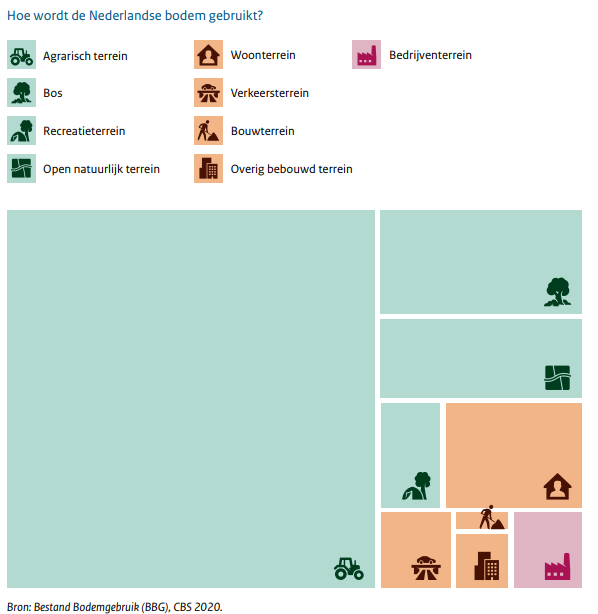 Hoe wordt de Nederlandse bodem gebruikt?
Agrarisch terrein
Woonterrein
Bedrijventerrein
Bos
Verkeersterrein
Recreatieterrein
Bouwterrein
Open natuurlijk terrein
Overig bebouwd terrein
Bron: Bestand Bodemgebruik (BBG), CBS 2020.